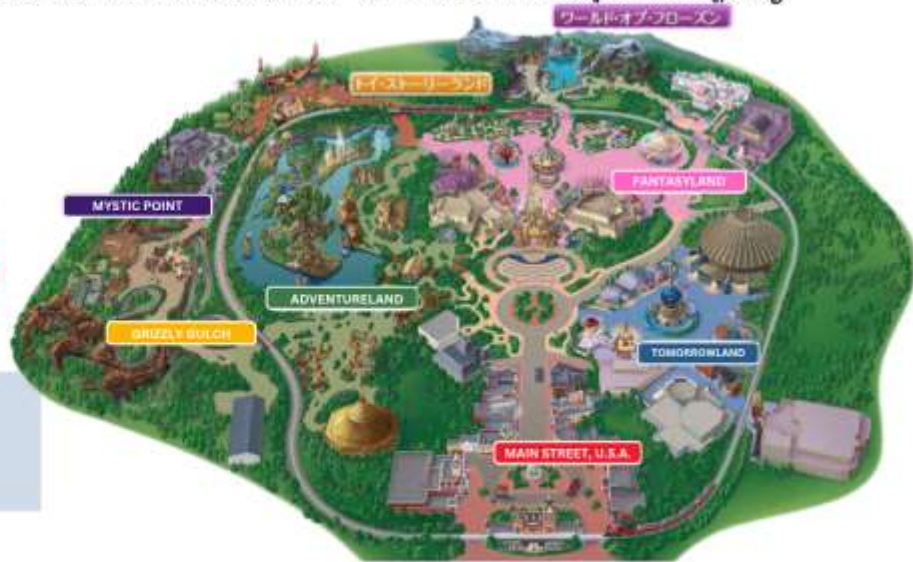 ワールド・オブ・フローズン
トイ・ストーリーランド
FANTASYLAND
MYSTIC POINT
ADVENTURELAND
GRIZZLY GULCH
TOMORROWLAND
MAIN STREET, U.S.A.